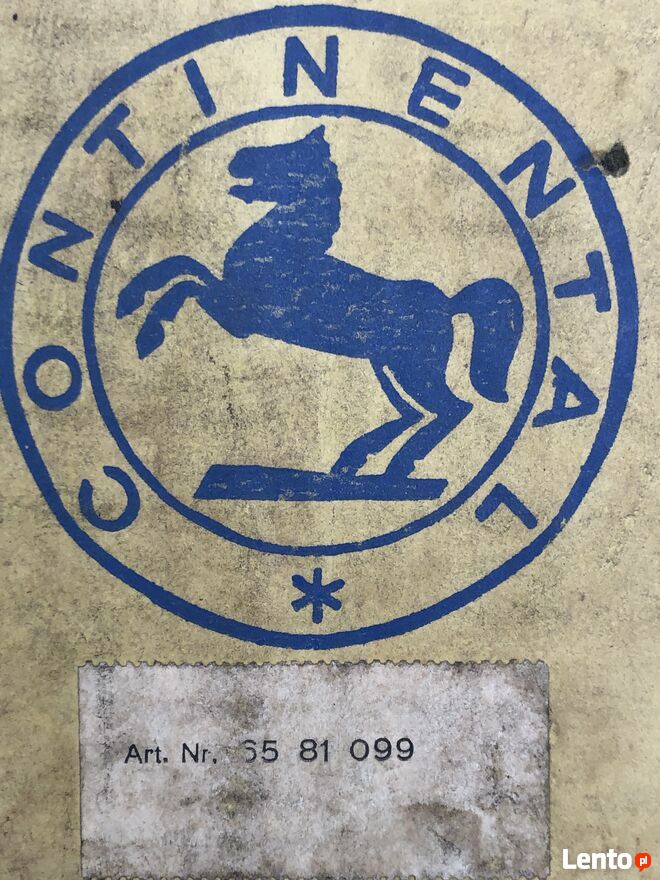 CONTINENTAL *
Art. Nr. 65 81 099
Lento pl